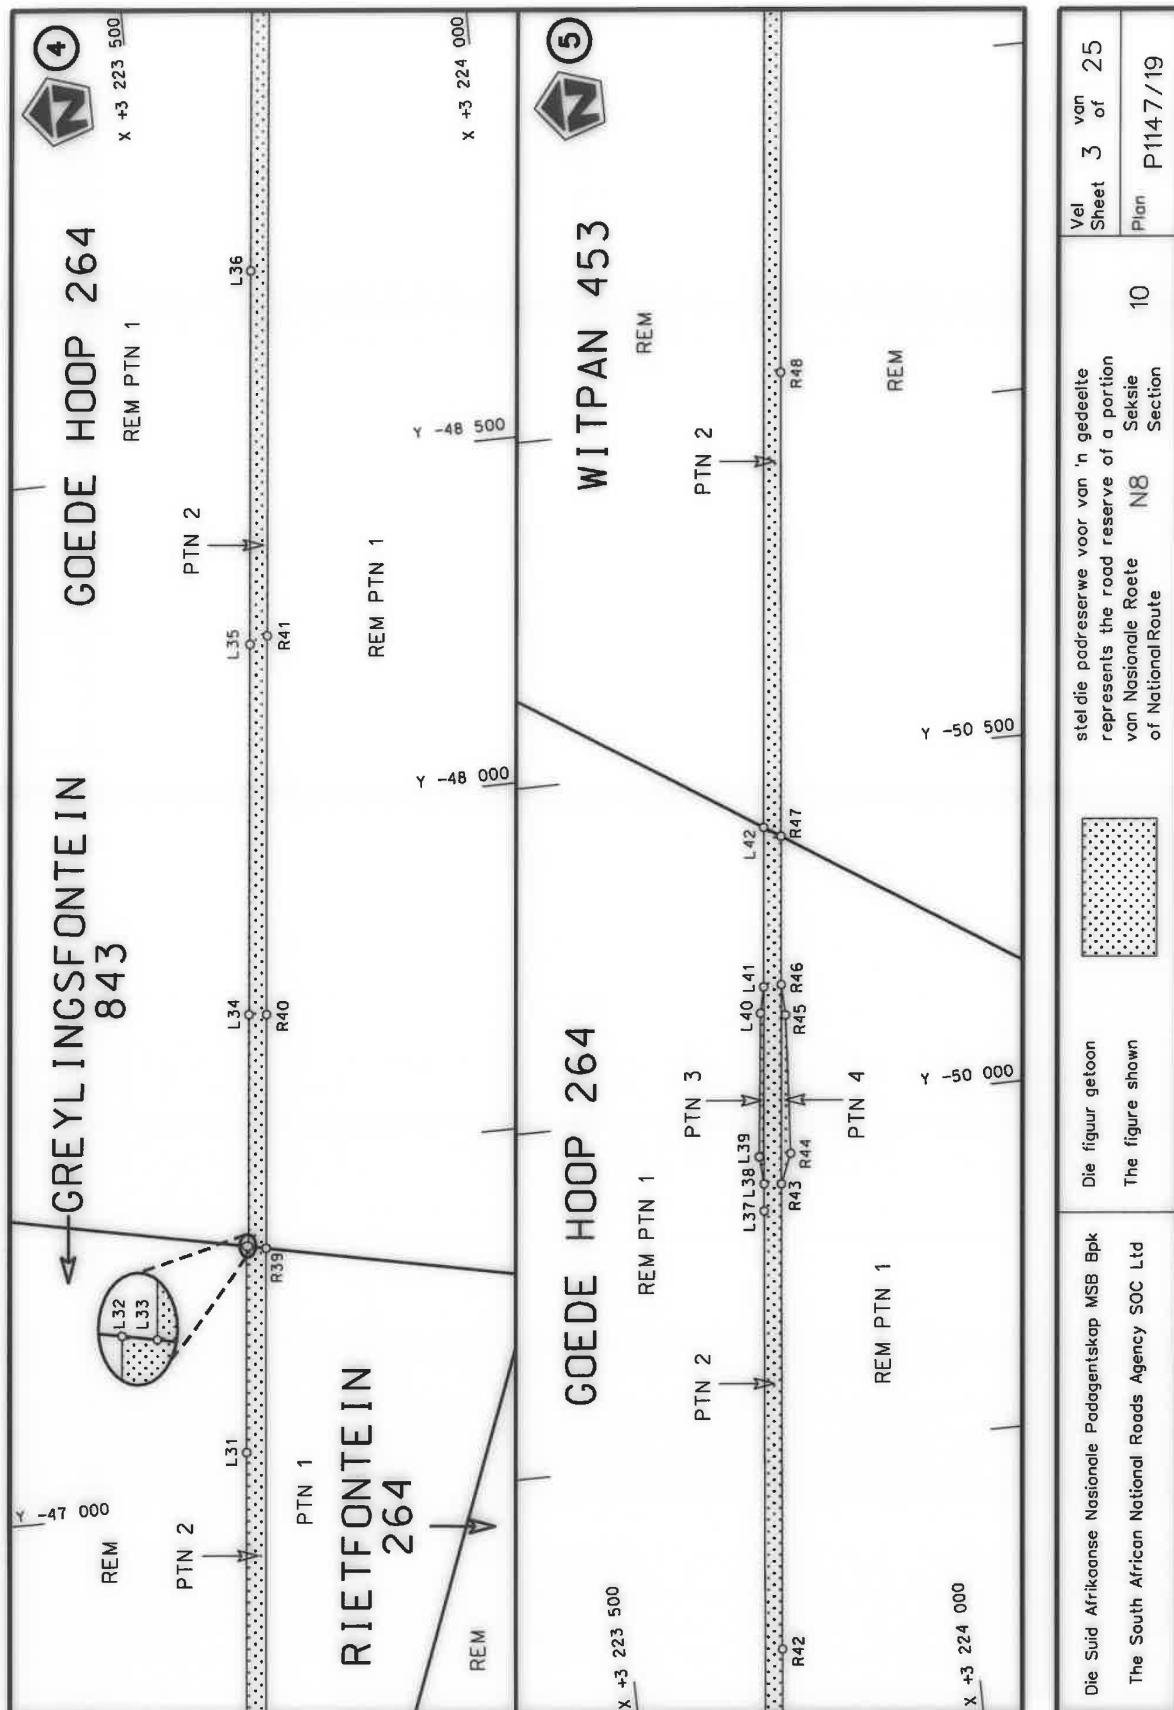 4
N
X +3 223 500
X +3 224 000
GOEDE HOOP 264
REM PTN 1
L36
PTN 2
L35
R41
REM PTN 1
Y -48 500
Y -48 000
GREYLINGSFONTEIN
843
L34
R40
L32
L33
R39
L31
Y -47 000
REM
PTN 2
PTN 1
RIETFONTEIN
264
REM
5
N
WITPAN 453
REM
PTN 2
R48
REM
Y -50 500
L42
R47
L41
L40
R46
R45
GOEDE HOOP 264
PTN 3
PTN 4
Y -50 000
L39
L38
L37
R44
R43
REM PTN 1
REM PTN 1
PTN 2
X +3 223 500
R42
X +3 224 000
Die Suid Afrikaanse Nasionale Padagentskap MSB Bpk
The South African National Roads Agency SOC Ltd
Die figuur getoon
The figure shown
stel die padreserwe voor van 'n gedeelte
represents the road reserve of a portion
van Nasionale Roete N8 Seksie 10
of National Route Section
Vel 3 van 25
Sheet of
Plan P1147/19